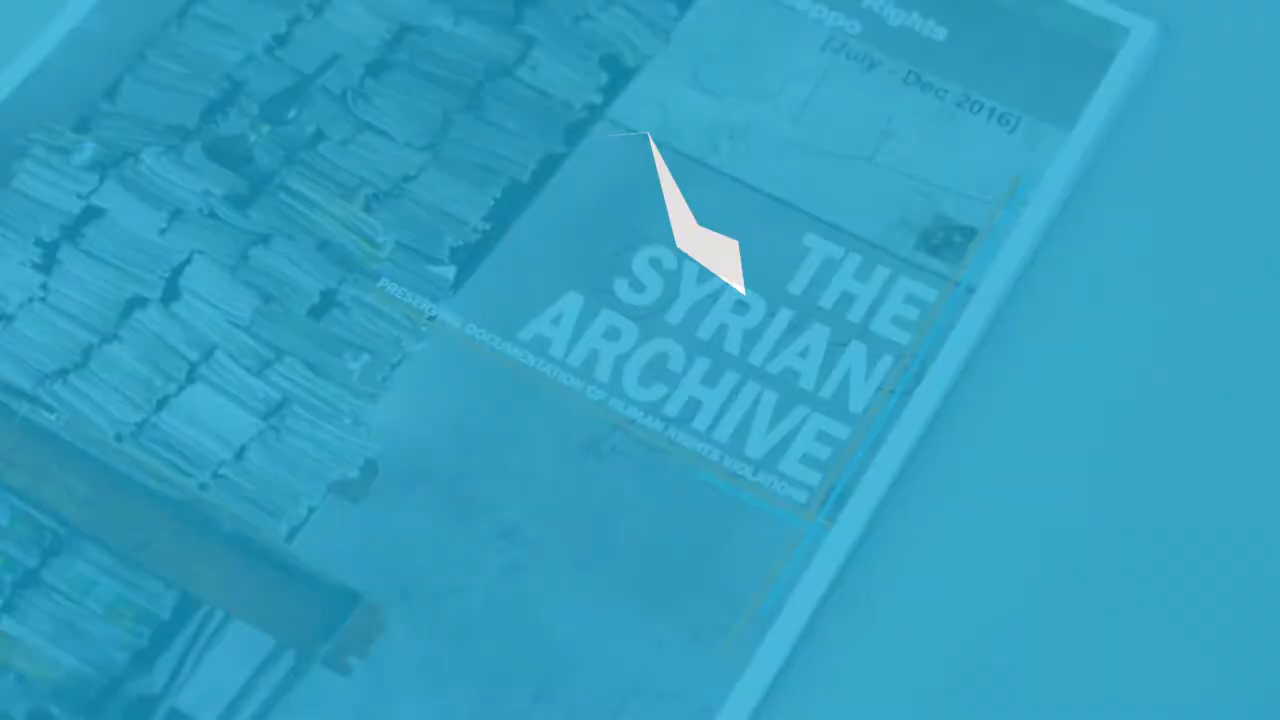 Rights
[July - Dec 2016]
THE
SYRIAN
ARCHIVE
DOCUMENTATION OF HUMAN RIGHTS VIOLATIONS